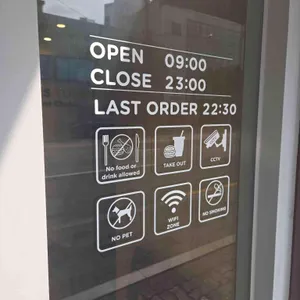 OPEN 09:00
CLOSE 23:00
LAST ORDER 22:30
No food or
drink allowed
TAKE OUT
CCTV
NO PET
WIFI
ZONE
NO SMOKING